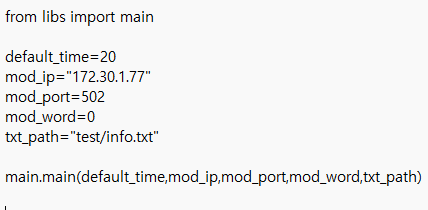 from libs import main
default_time=20
mod_ip="172.30.1.77"
mod_port=502
mod_word=0
txt_path="test/info.txt"
main.main(default_time,mod_ip,mod_port,mod_word,txt_path)